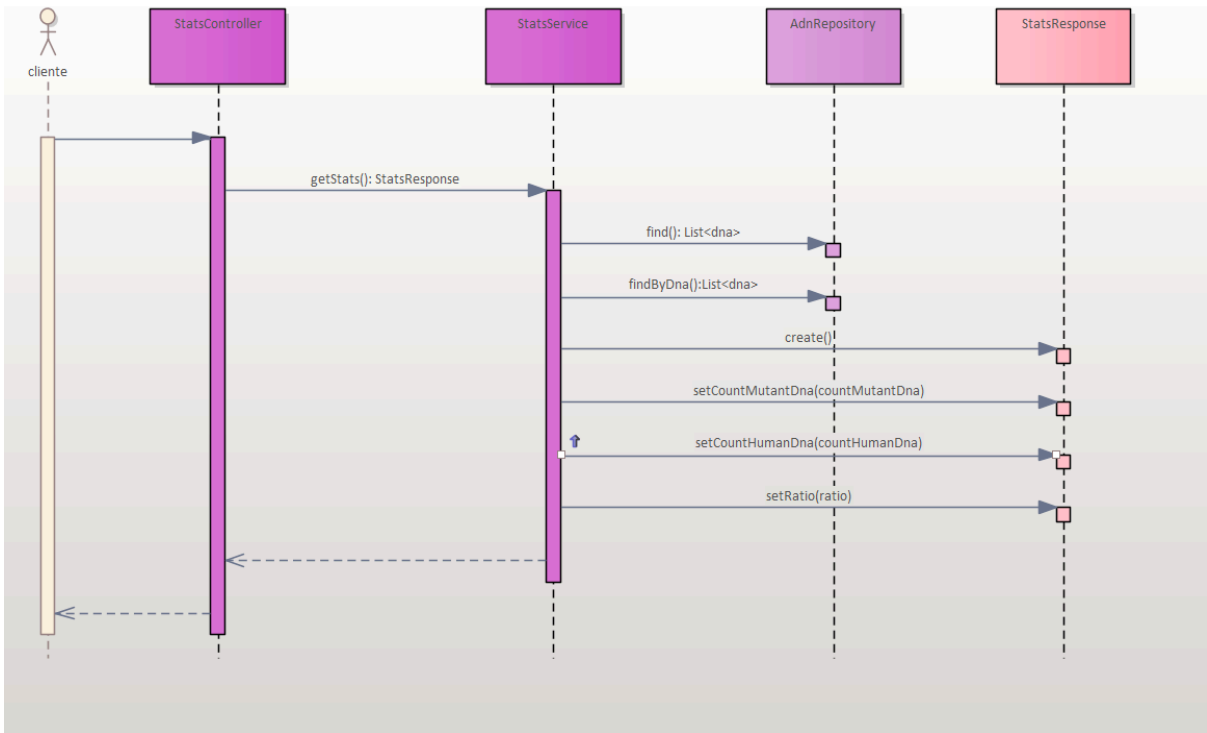 StatsController
StatsService
AdnRepository
StatsResponse
cliente
getStats(): StatsResponse
find(): List<dna>
findByDna():List<dna>
create()
setCountMutantDna(countMutantDna)
setCountHumanDna(countHumanDna)
setRatio(ratio)